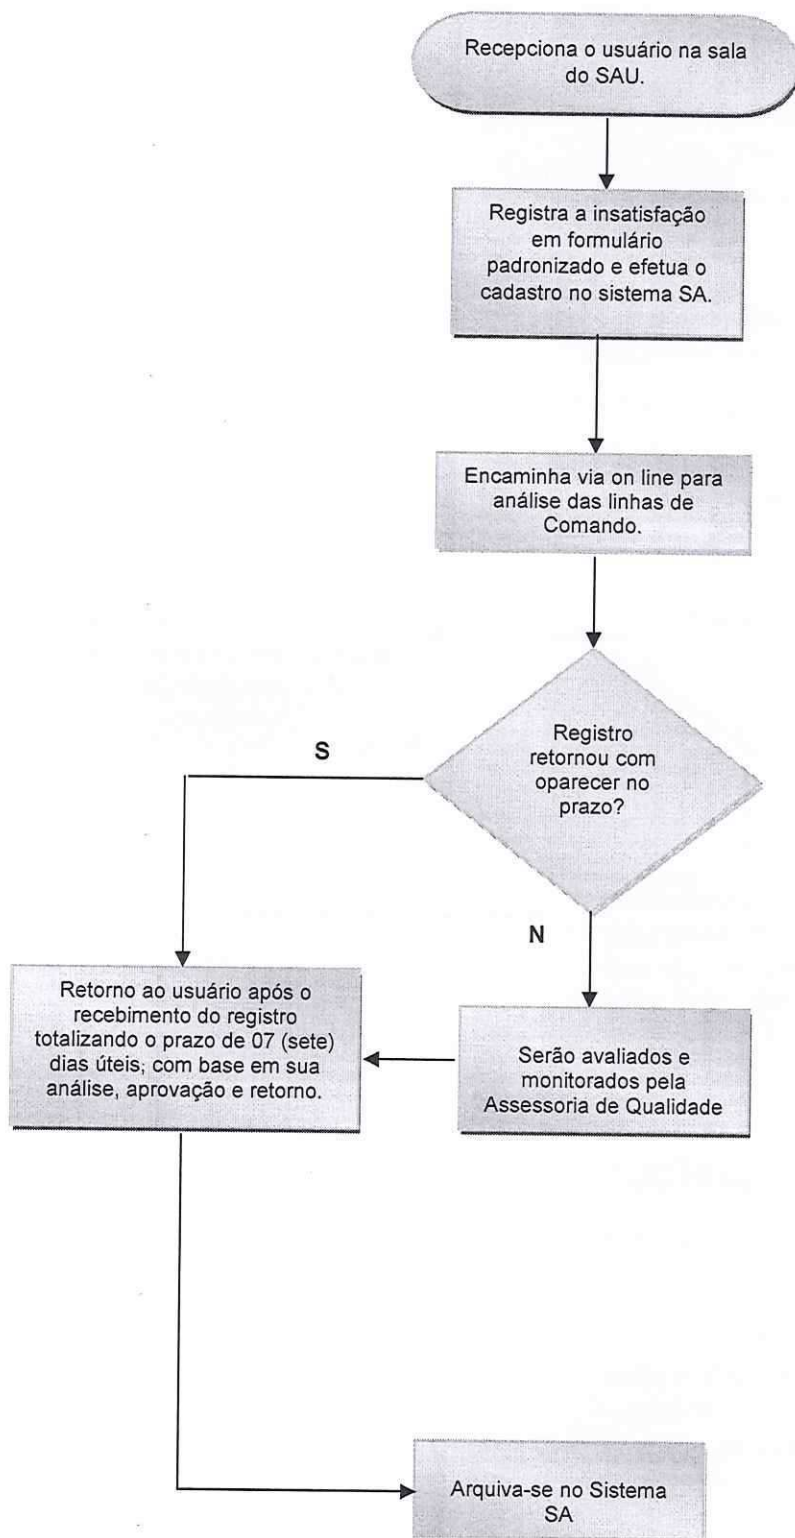 Recepciona o usuário na sala
do SAU.
Registra a insatisfação
em formulário
padronizado e efetua o
cadastro no sistema SA.
Encaminha via on line para
análise das linhas de
Comando.
Registro
retornou com
oparecer no
prazo?
S
N
Retorno ao usuário após o
recebimento do registro
totalizando o prazo de 07 (sete)
dias úteis; com base em sua
análise, aprovação e retorno.
Serão avaliados e
monitorados pela
Assessoria de Qualidade
Arquiva-se no Sistema
SA